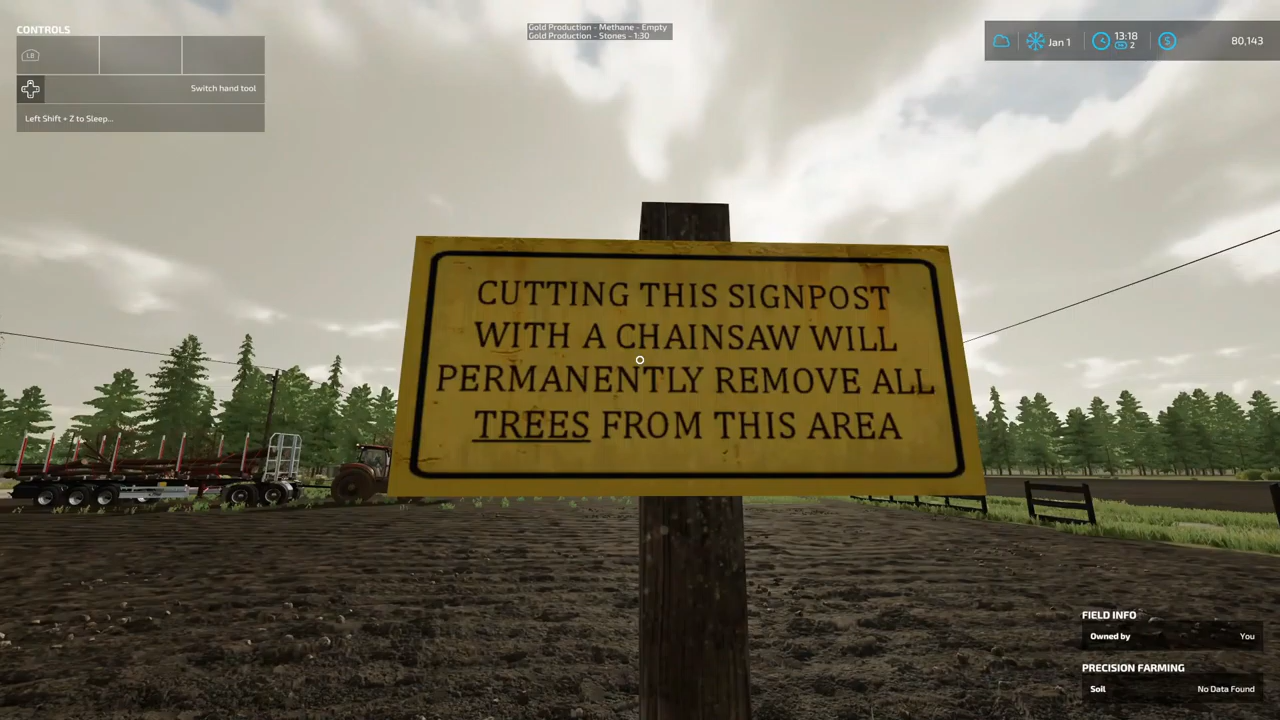 CONTROLS
LB
Switch hand tool
Left Shift + Z to Sleep...
Gold Production - Methane - Empty
Gold Production - Stones - 1:30
Jan 1
13:18
2
80,143
CUTTING THIS SIGNPOST
WITH A CHAINSAW WILL
PERMANENTLY REMOVE ALL
TREES FROM THIS AREA
FIELD INFO
Owned by You
PRECISION FARMING
Soil No Data Found